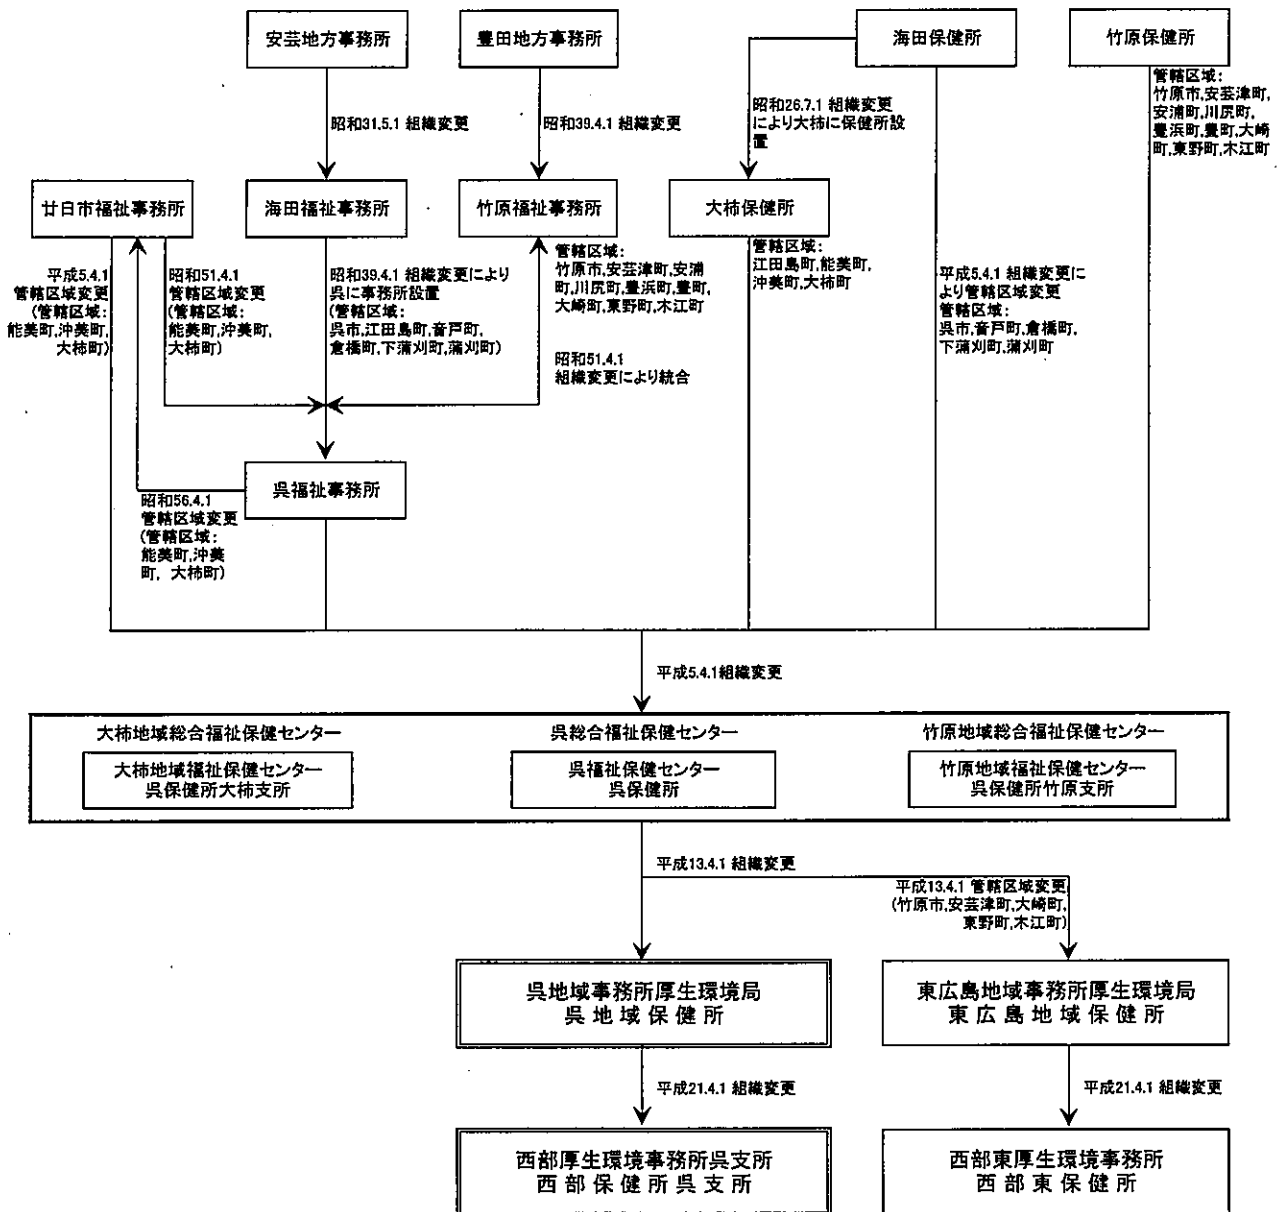 安芸地方事務所
豊田地方事務所
海田保健所
竹原保健所
昭和31.5.1 組織変更
昭和39.4.1 組織変更
昭和26.7.1 組織変更
により大柿に保健所設
置
管轄区域:
竹原市,安芸津町,
安浦町,川尻町,
豊浜町,豊町,大崎
町,東野町,木江町
廿日市福祉事務所
海田福祉事務所
竹原福祉事務所
大柿保健所
平成5.4.1
管轄区域変更
(管轄区域:
能美町,沖美町,
大柿町)
昭和51.4.1
管轄区域変更
(管轄区域:
能美町,沖美町,
大柿町)
昭和39.4.1 組織変更により
呉に事務所設置
(管轄区域:
呉市,江田島町,音戸町,
倉橋町,下蒲刈町,蒲刈町)
管轄区域:
竹原市,安芸津町,安浦
町,川尻町,豊浜町,豊町,
大崎町,東野町,木江町
昭和51.4.1
組織変更により統合
管轄区域:
江田島町,能美町,
沖美町,大柿町
平成5.4.1 組織変更に
より管轄区域変更
管轄区域:
呉市,音戸町,倉橋町,
下蒲刈町,蒲刈町
呉福祉事務所
昭和56.4.1
管轄区域変更
(管轄区域:
能美町,沖美
町, 大柿町)
平成5.4.1組織変更
大柿地域総合福祉保健センター
大柿地域福祉保健センター
呉保健所大柿支所
呉総合福祉保健センター
呉福祉保健センター
呉保健所
竹原地域総合福祉保健センター
竹原地域福祉保健センター
呉保健所竹原支所
平成13.4.1 組織変更
平成13.4.1 管轄区域変更
(竹原市,安芸津町,大崎町,
東野町,木江町)
呉地域事務所厚生環境局
呉地域保健所
東広島地域事務所厚生環境局
東広島地域保健所
平成21.4.1 組織変更
平成21.4.1 組織変更
西部厚生環境事務所呉支所
西部保健所呉支所
西部東厚生環境事務所
西部東保健所